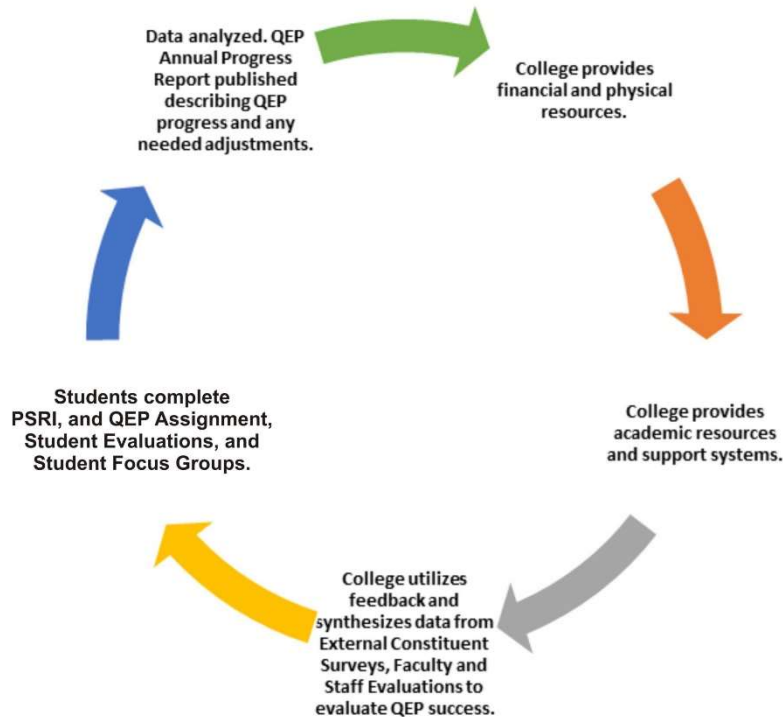 Data analyzed. QEP
Annual Progress
Report published
describing QEP
progress and any
needed adjustments.
College provides
financial and physical
resources.
College provides
academic resources
and support systems.
College utilizes
feedback and
synthesizes data from
External Constituent
Surveys, Faculty and
Staff Evaluations to
evaluate QEP success.
Students complete
PSRI, and QEP Assignment,
Student Evaluations, and
Student Focus Groups.